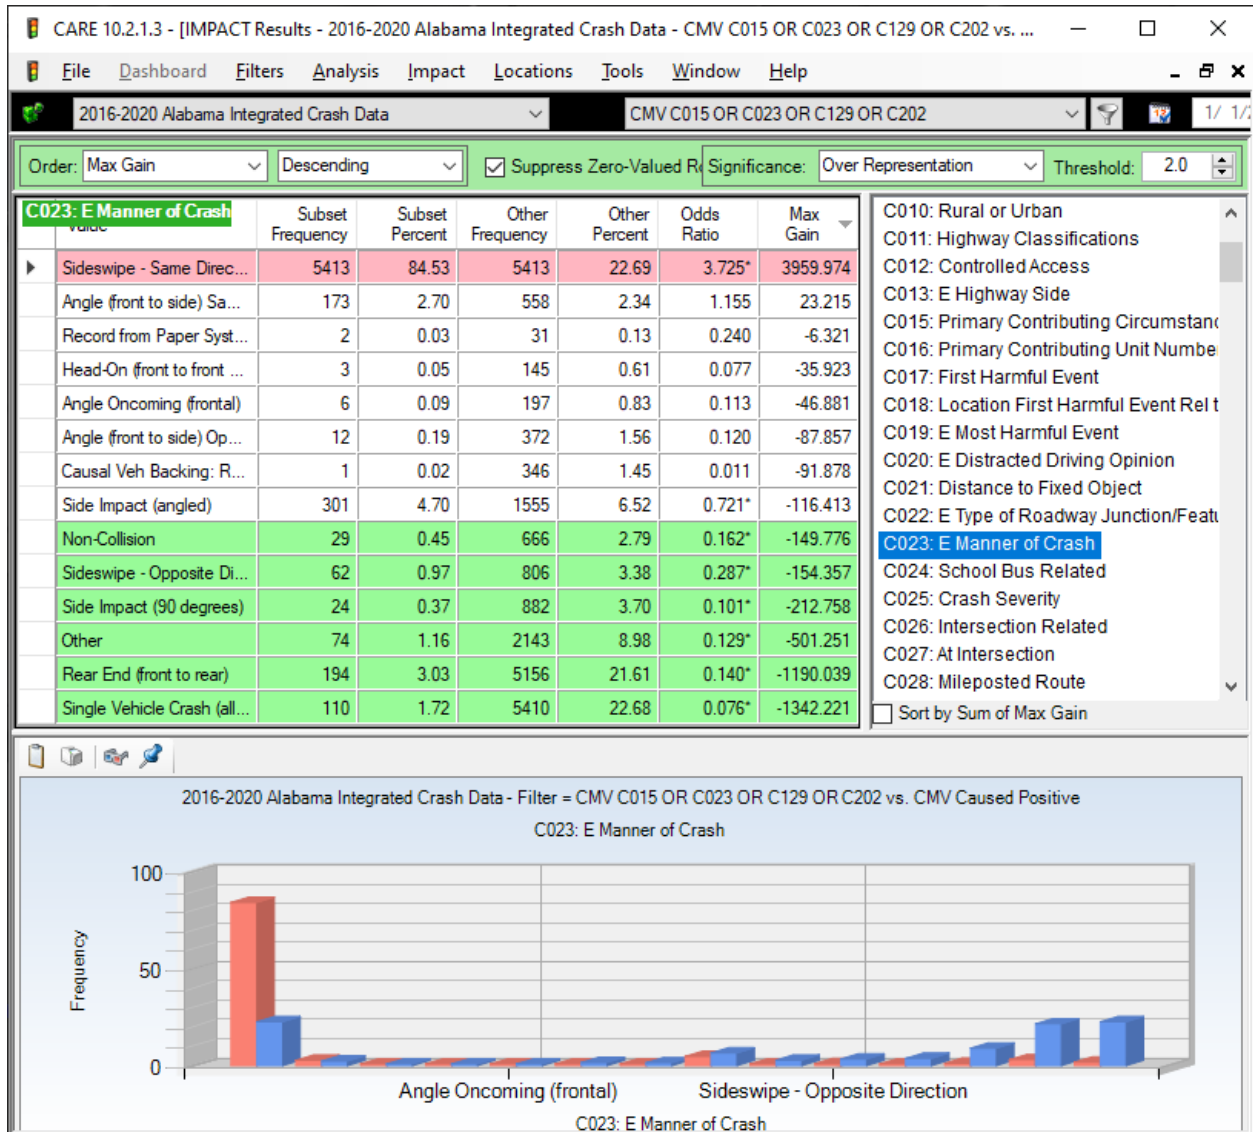 CARE 10.2.1.3 - [IMPACT Results - 2016-2020 Alabama Integrated Crash Data - CMV C015 OR C023 OR C129 OR C202 vs. ...
File Dashboard Filters Analysis Impact Locations Tools Window Help
2016-2020 Alabama Integrated Crash Data CMV C015 OR C023 OR C129 OR C202 1/ 1/2
Order: Max Gain Descending Suppress Zero-Valued R Significance: Over Representation Threshold: 2.0
C023: E Manner of Crash
Value Subset Frequency Subset Percent Other Frequency Other Percent Odds Ratio Max Gain
Sideswipe - Same Direc... 5413 84.53 5413 22.69 3.725* 3959.974
Angle (front to side) Sa... 173 2.70 558 2.34 1.155 23.215
Record from Paper Syst... 2 0.03 31 0.13 0.240 -6.321
Head-On (front to front ... 3 0.05 145 0.61 0.077 -35.923
Angle Oncoming (frontal) 6 0.09 197 0.83 0.113 -46.881
Angle (front to side) Op... 12 0.19 372 1.56 0.120 -87.857
Causal Veh Backing: R... 1 0.02 346 1.45 0.011 -91.878
Side Impact (angled) 301 4.70 1555 6.52 0.721* -116.413
Non-Collision 29 0.45 666 2.79 0.162* -149.776
Sideswipe - Opposite Di... 62 0.97 806 3.38 0.287* -154.357
Side Impact (90 degrees) 24 0.37 882 3.70 0.101* -212.758
Other 74 1.16 2143 8.98 0.129* -501.251
Rear End (front to rear) 194 3.03 5156 21.61 0.140* -1190.039
Single Vehicle Crash (all... 110 1.72 5410 22.68 0.076* -1342.221
C010: Rural or Urban
C011: Highway Classifications
C012: Controlled Access
C013: E Highway Side
C015: Primary Contributing Circumstanc
C016: Primary Contributing Unit Numbe
C017: First Harmful Event
C018: Location First Harmful Event Rel t
C019: E Most Harmful Event
C020: E Distracted Driving Opinion
C021: Distance to Fixed Object
C022: E Type of Roadway Junction/Featu
C023: E Manner of Crash
C024: School Bus Related
C025: Crash Severity
C026: Intersection Related
C027: At Intersection
C028: Mileposted Route
Sort by Sum of Max Gain
2016-2020 Alabama Integrated Crash Data - Filter = CMV C015 OR C023 OR C129 OR C202 vs. CMV Caused Positive
C023: E Manner of Crash
Frequency
100
50
0
Angle Oncoming (frontal) Sideswipe - Opposite Direction
C023: E Manner of Crash